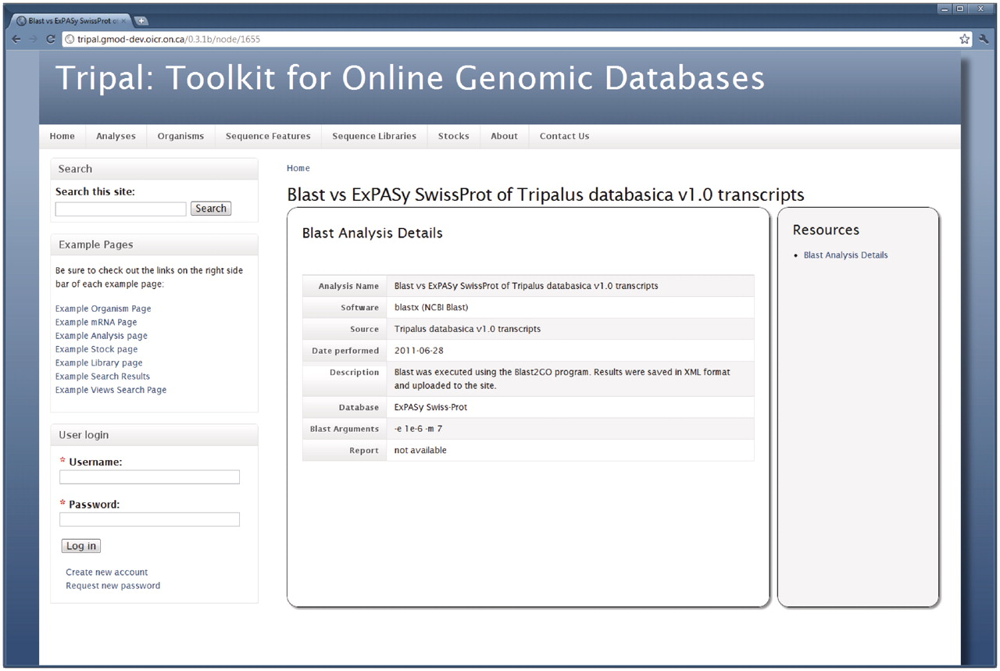 Blast vs ExPASy SwissProt of
tripal.gmod-dev.oicr.on.ca/0.3.1b/node/1655
Tripal: Toolkit for Online Genomic Databases
Home Analyses Organisms Sequence Features Sequence Libraries Stocks About Contact Us
Search
Search this site:
Search
Example Pages
Be sure to check out the links on the right side
bar of each example page:
Example Organism Page
Example mRNA Page
Example Analysis page
Example Stock page
Example Library page
Example Search Results
Example Views Search Page
User login
* Username:
* Password:
Log in
Create new account
Request new password
Home
Blast vs ExPASy SwissProt of Tripalus databasica v1.0 transcripts
Blast Analysis Details
Analysis Name Blast vs ExPASy SwissProt of Tripalus databasica v1.0 transcripts
Software blastx (NCBI Blast)
Source Tripalus databasica v1.0 transcripts
Date performed 2011-06-28
Description Blast was executed using the Blast2GO program. Results were saved in XML format
and uploaded to the site.
Database ExPASy Swiss-Prot
Blast Arguments -e 1e-6 -m 7
Report not available
Resources
• Blast Analysis Details